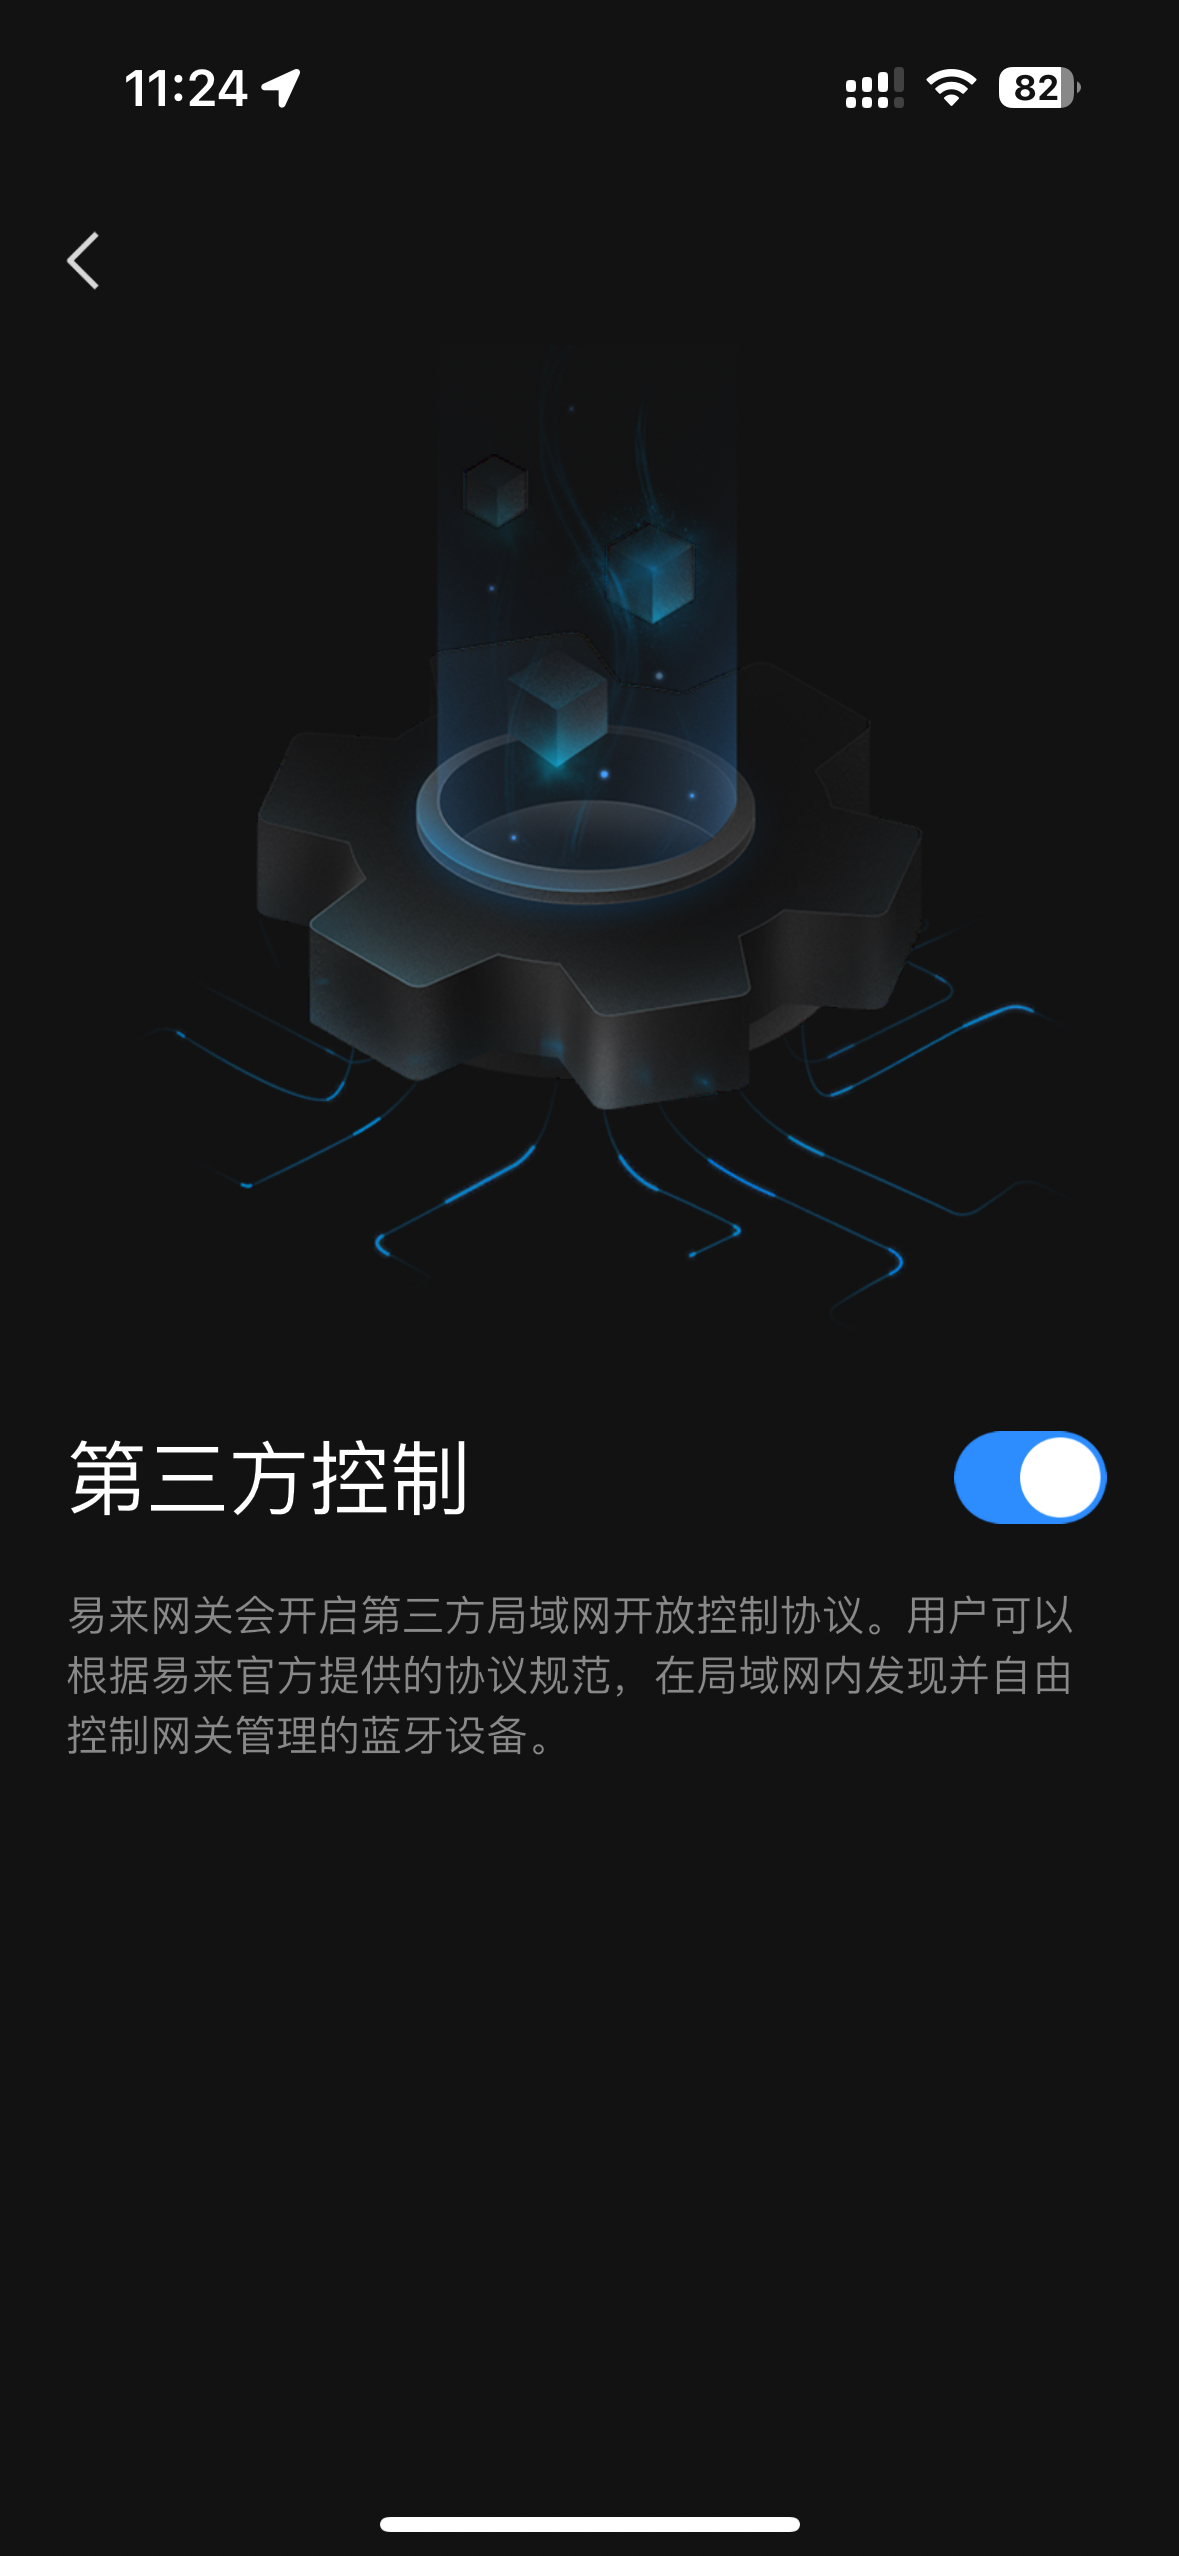 11:24
82
第三方控制
易来网关会开启第三方局域网开放控制协议。用户可以
根据易来官方提供的协议规范，在局域网内发现并自由
控制网关管理的蓝牙设备。